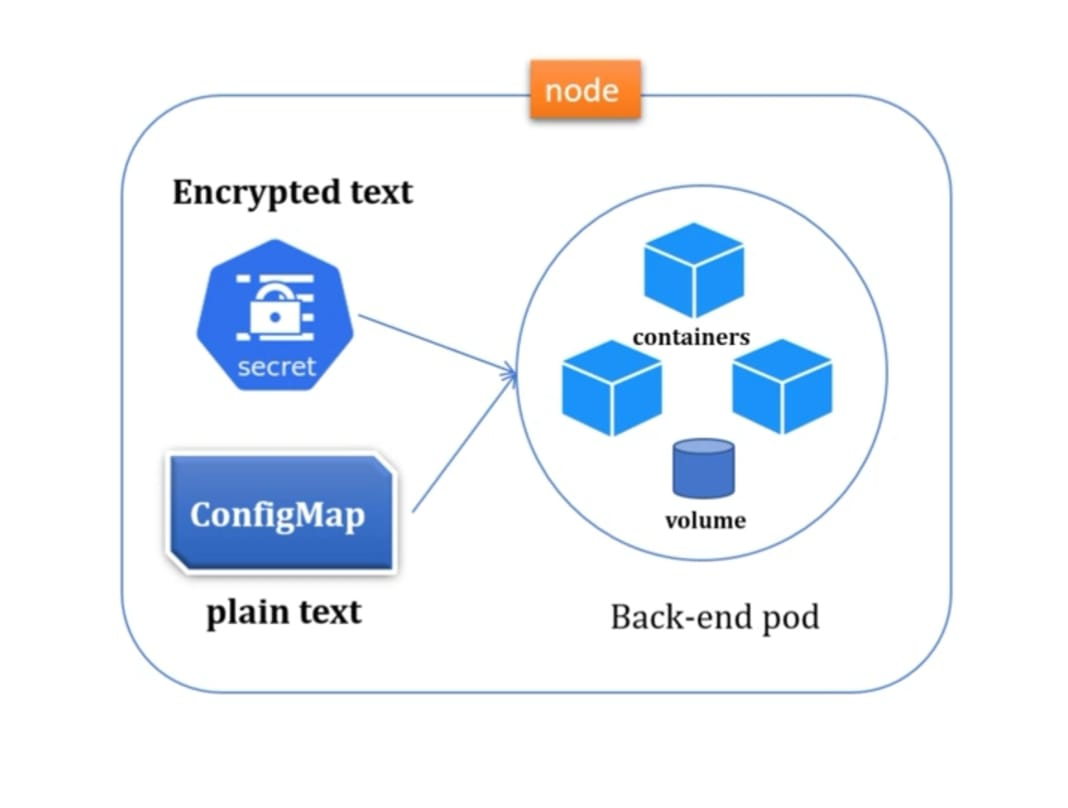 node
Encrypted text
secret
containers
ConfigMap
volume
plain text
Back-end pod